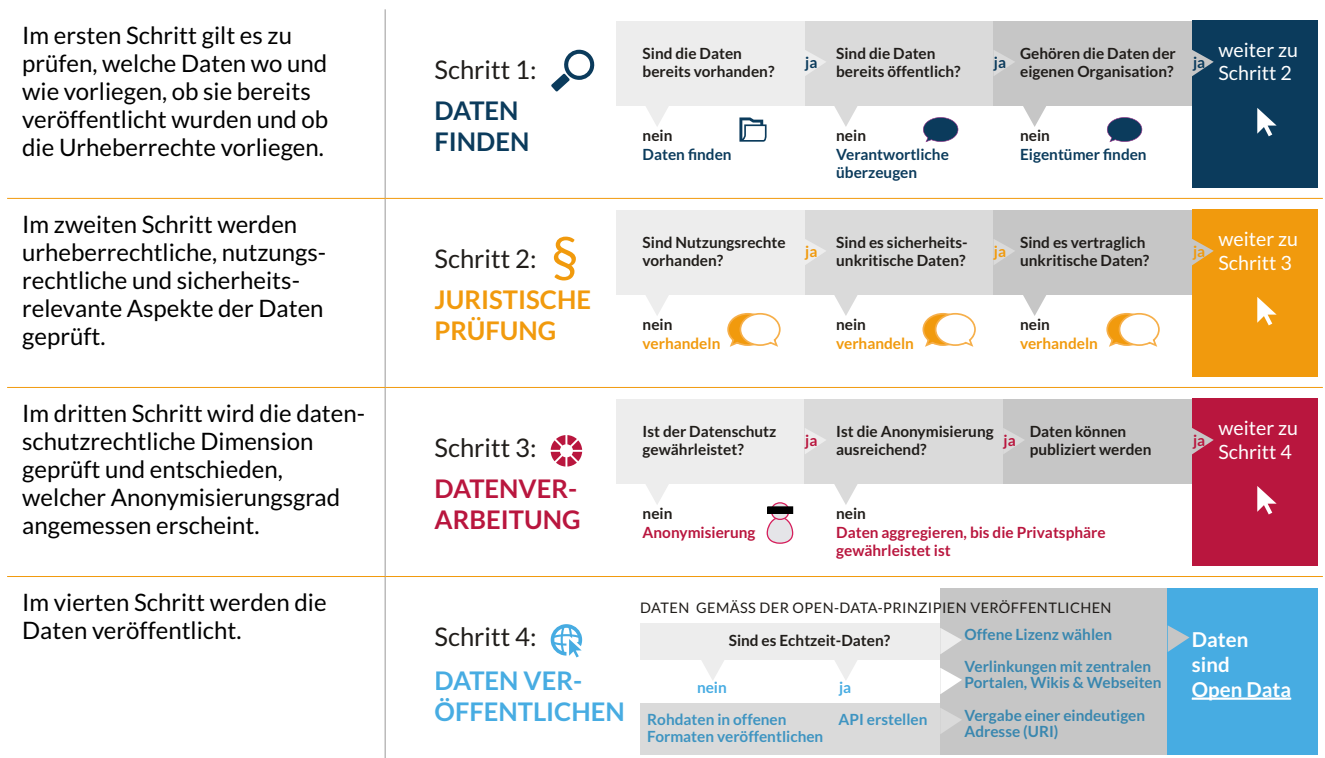 Im ersten Schritt gilt es zu
prüfen, welche Daten wo und
wie vorliegen, ob sie bereits
veröffentlicht wurden und ob
die Urheberrechte vorliegen.
Schritt 1:
DATEN
FINDEN
Sind die Daten
bereits vorhanden?
ja
Sind die Daten
bereits öffentlich?
ja
Gehören die Daten der
eigenen Organisation?
ja
weiter zu
Schritt 2
nein
Daten finden
nein
Verantwortliche
überzeugen
nein
Eigentümer finden
Im zweiten Schritt werden
urheberrechtliche, nutzungs-
rechtliche und sicherheits-
relevante Aspekte der Daten
geprüft.
Schritt 2:
§
JURISTISCHE
PRÜFUNG
Sind Nutzungsrechte
vorhanden?
ja
Sind es sicherheits-
unkritische Daten?
ja
Sind es vertraglich
unkritische Daten?
ja
weiter zu
Schritt 3
nein
verhandeln
nein
verhandeln
nein
verhandeln
Im dritten Schritt wird die daten-
schutzrechtliche Dimension
geprüft und entschieden,
welcher Anonymisierungsgrad
angemessen erscheint.
Schritt 3:
DATENVER-
ARBEITUNG
Ist der Datenschutz
gewährleistet?
ja
Ist die Anonymisierung
ausreichend?
ja
Daten können
publiziert werden
ja
weiter zu
Schritt 4
nein
Anonymisierung
nein
Daten aggregieren, bis die Privatsphäre
gewährleistet ist
Im vierten Schritt werden die
Daten veröffentlicht.
Schritt 4:
DATEN VER-
ÖFFENTLICHEN
DATEN GEMÄSS DER OPEN-DATA-PRINZIPIEN VERÖFFENTLICHEN
Sind es Echtzeit-Daten?
nein
ja
Rohdaten in offenen
Formaten veröffentlichen
API erstellen
Offene Lizenz wählen
Verlinkungen mit zentralen
Portalen, Wikis & Webseiten
Vergabe einer eindeutigen
Adresse (URI)
Daten
sind
Open Data